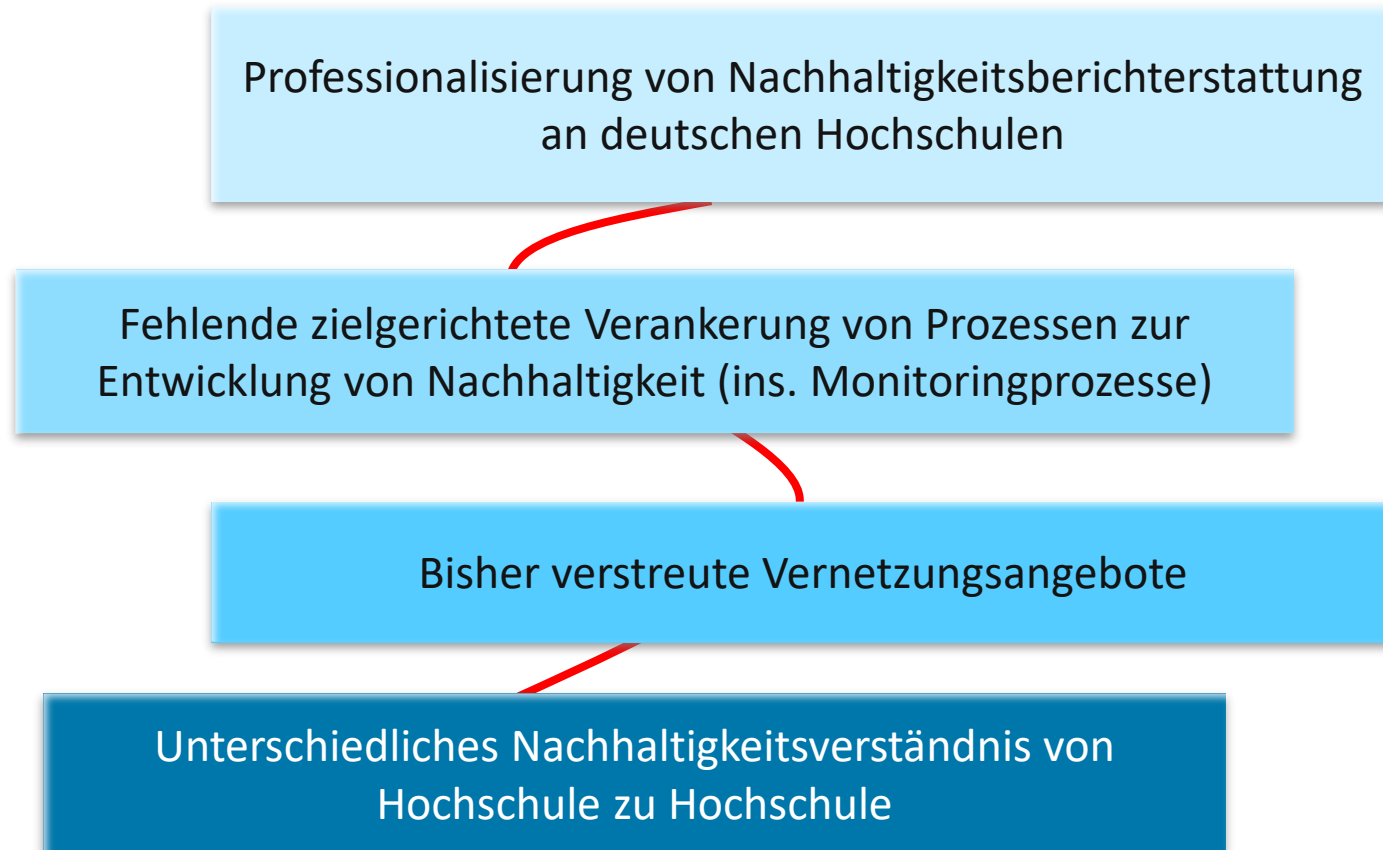 Professionalisierung von Nachhaltigkeitsberichterstattung
an deutschen Hochschulen
Fehlende zielgerichtete Verankerung von Prozessen zur
Entwicklung von Nachhaltigkeit (ins. Monitoringprozesse)
Bisher verstreute Vernetzungsangebote
Unterschiedliches Nachhaltigkeitsverständnis von
Hochschule zu Hochschule